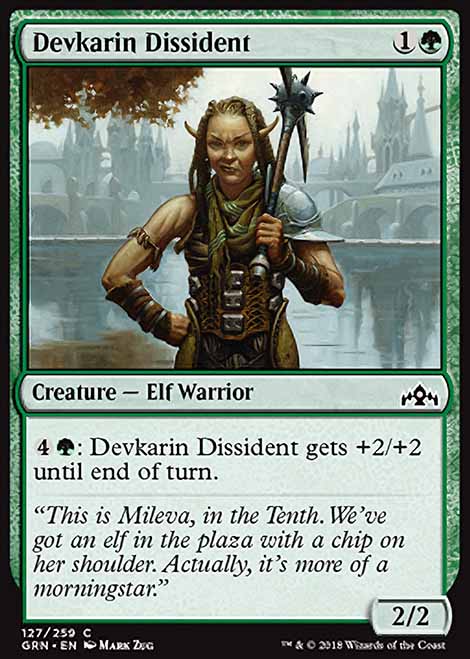 Devkarin Dissident 1
Creature — Elf Warrior
4 : Devkarin Dissident gets +2/+2
until end of turn.
“This is Mileva, in the Tenth. We’ve
got an elf in the plaza with a chip on
her shoulder. Actually, it’s more of a
morningstar.”
2/2
127/259 C
GRN • EN Mark Zug
™ & © 2018 Wizards of the Coast